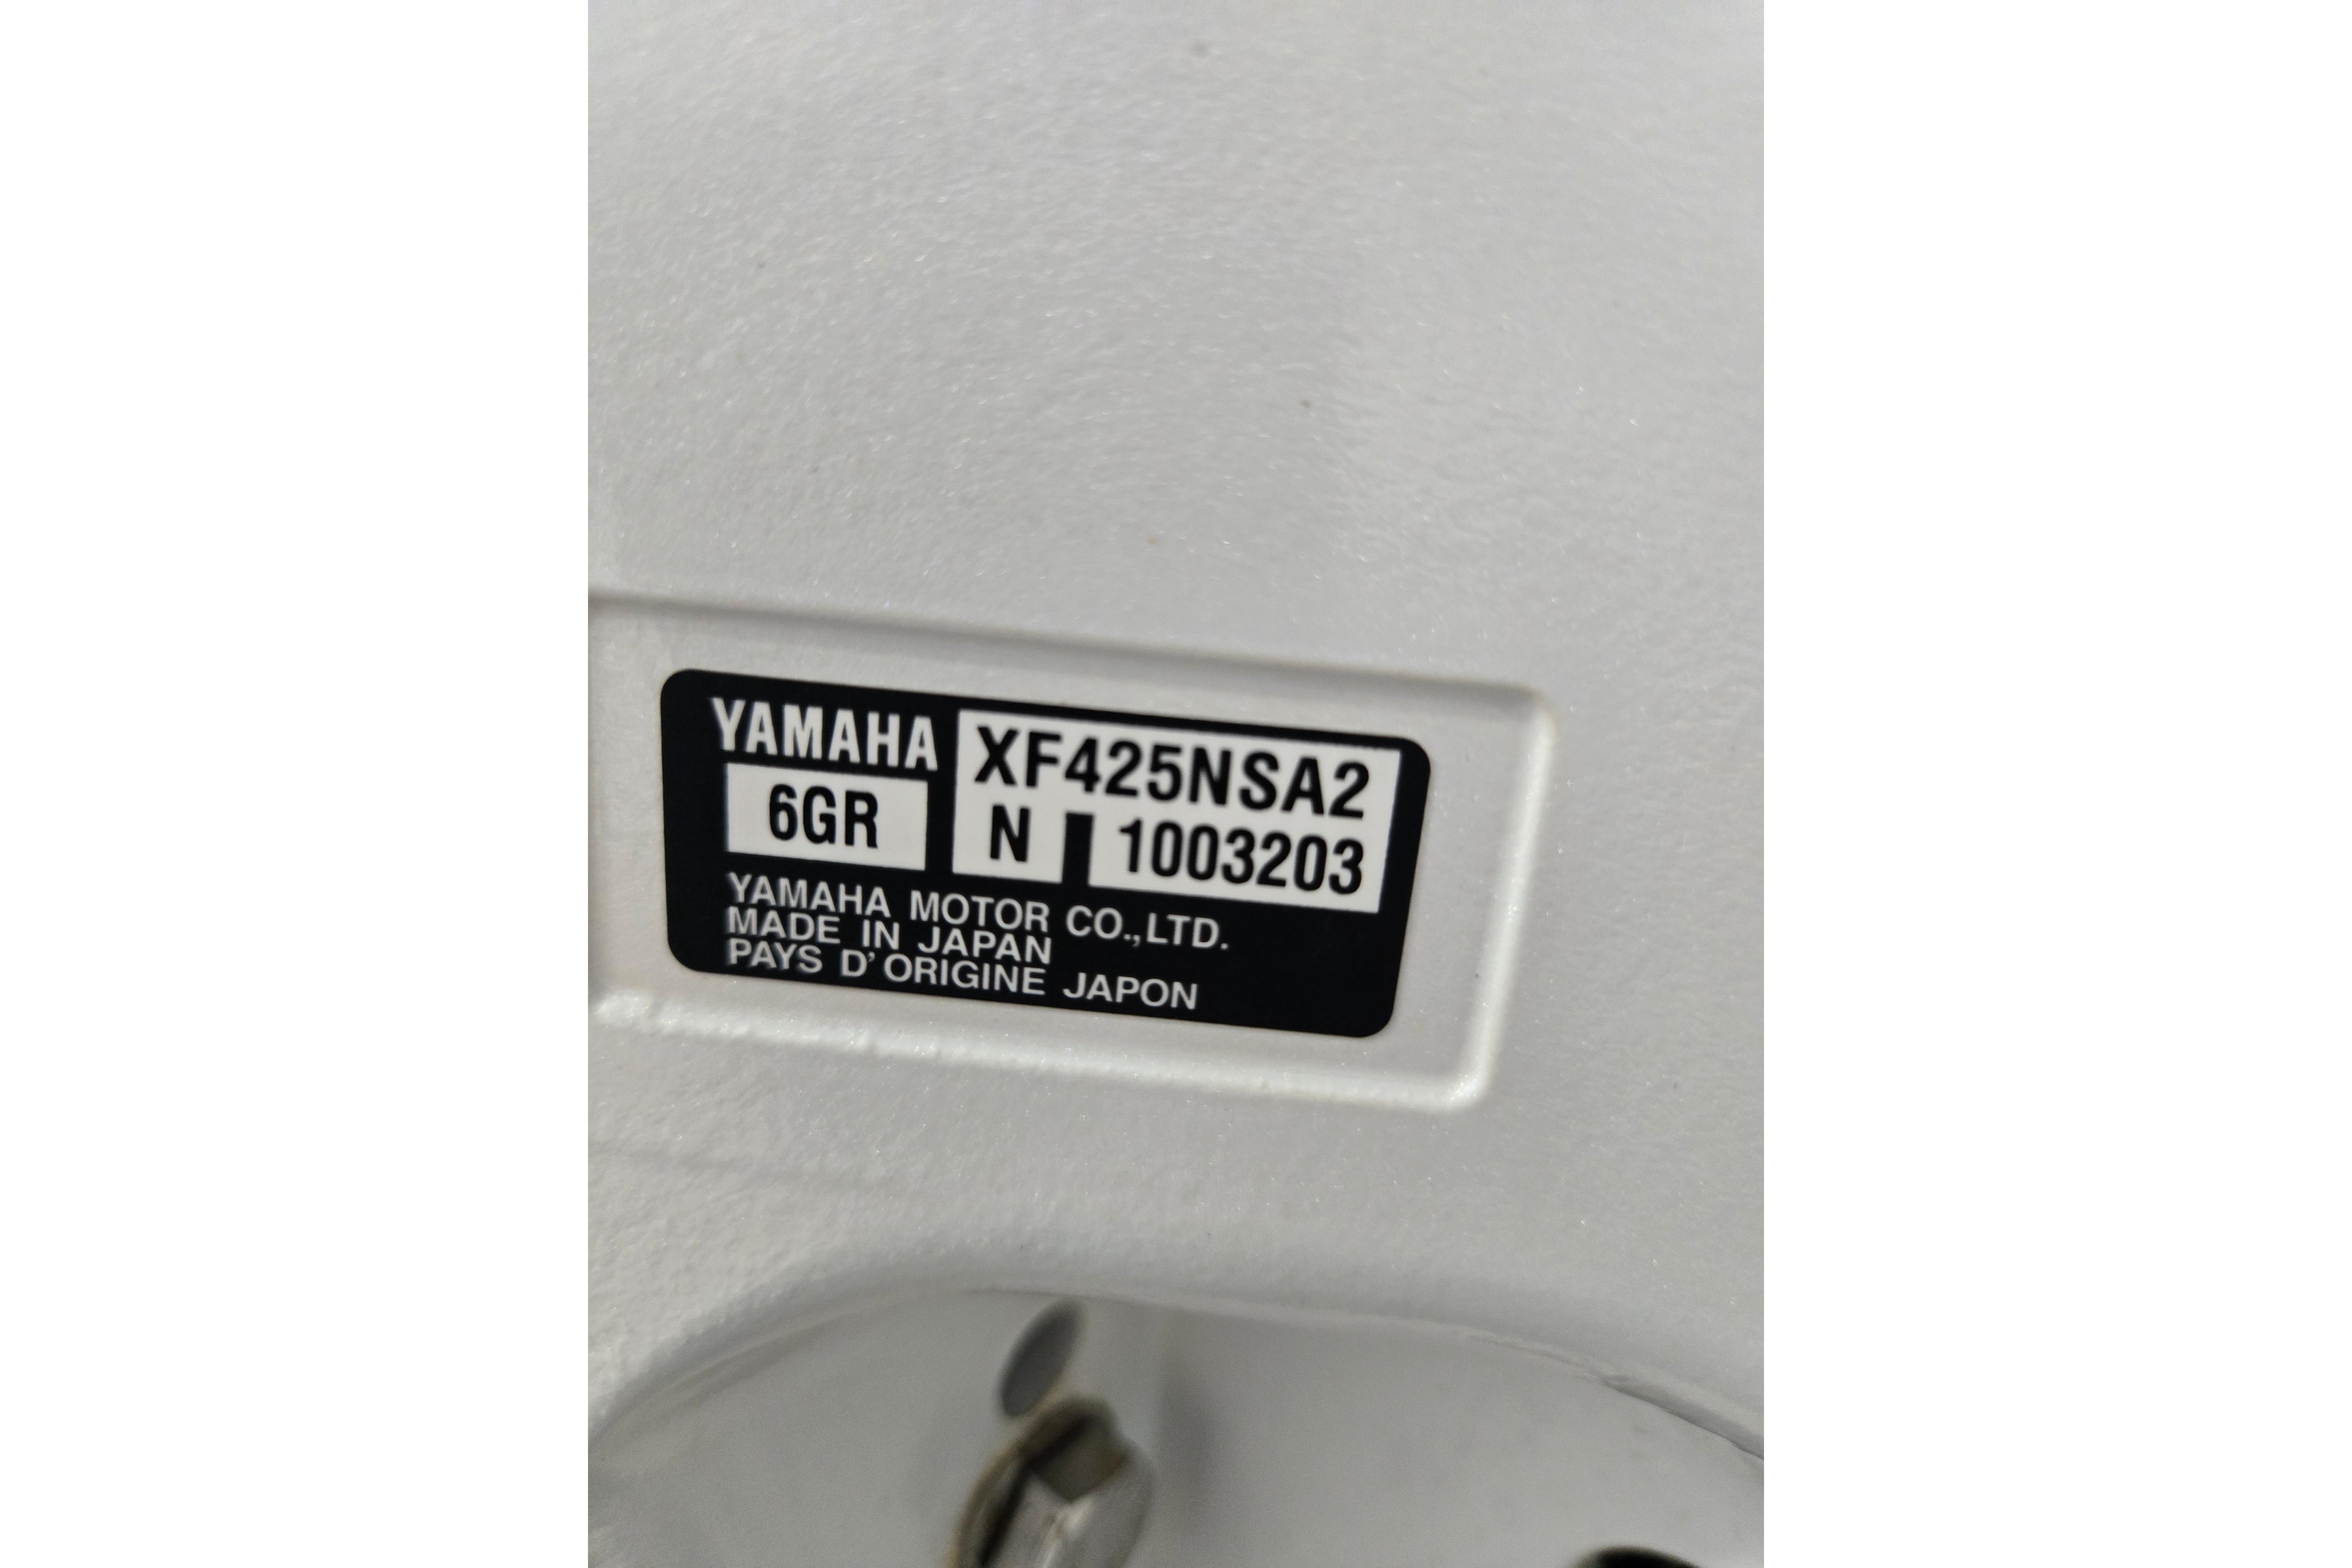 YAMAHA XF425NSA2
6GR N 1003203
YAMAHA MOTOR CO.,LTD.
MADE IN JAPAN
PAYS D'ORIGINE JAPON